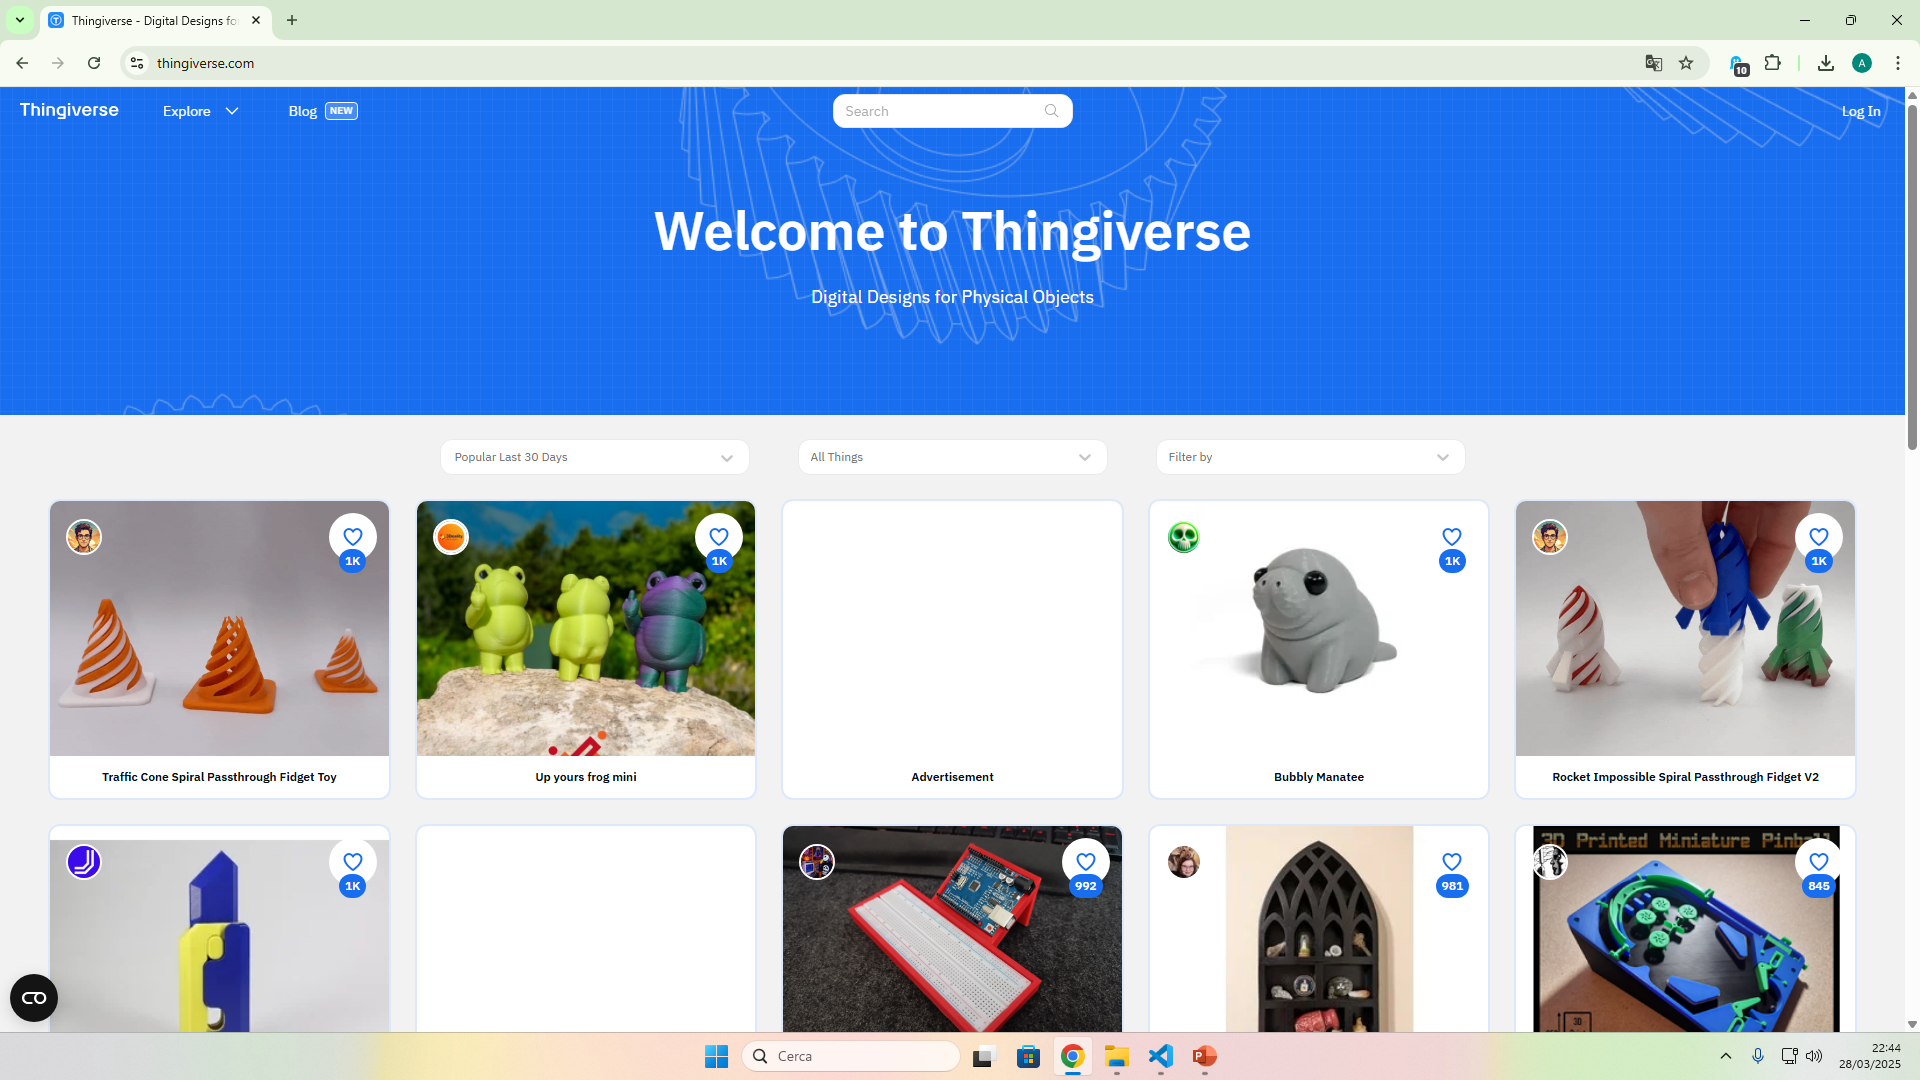 Thingiverse - Digital Designs fo
thingiverse.com
10
A
Thingiverse
Explore
Blog NEW
Search
Log In
Welcome to Thingiverse
Digital Designs for Physical Objects
Popular Last 30 Days
All Things
Filter by
1K
1K
1K
1K
Traffic Cone Spiral Passthrough Fidget Toy
Up yours frog mini
Advertisement
Bubbly Manatee
Rocket Impossible Spiral Passthrough Fidget V2
3D Printed Miniature Pinball
1K
992
981
845
3D
Cerca
22:44
28/03/2025